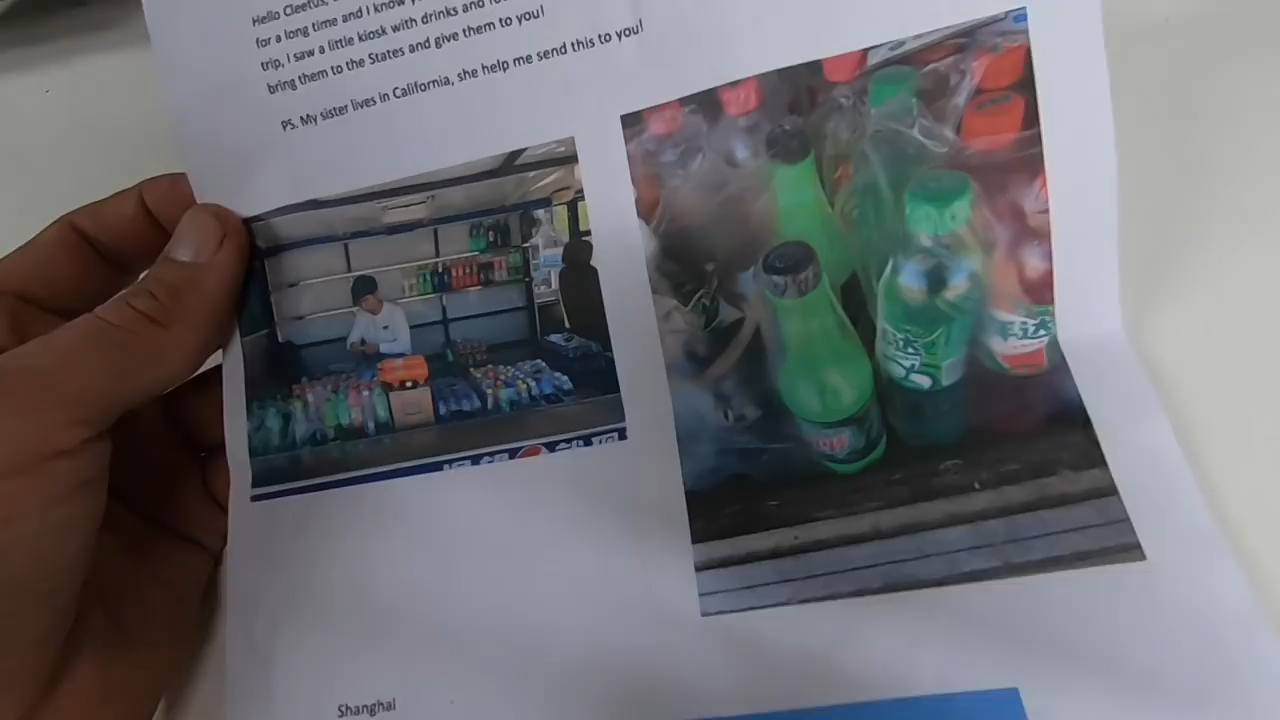 Hello Cleetus,
for a long time and I know
trip, I saw a little kiosk with drinks and
bring them to the States and give them to you!
PS. My sister lives in California, she help me send this to you!
达
达
Shanghai